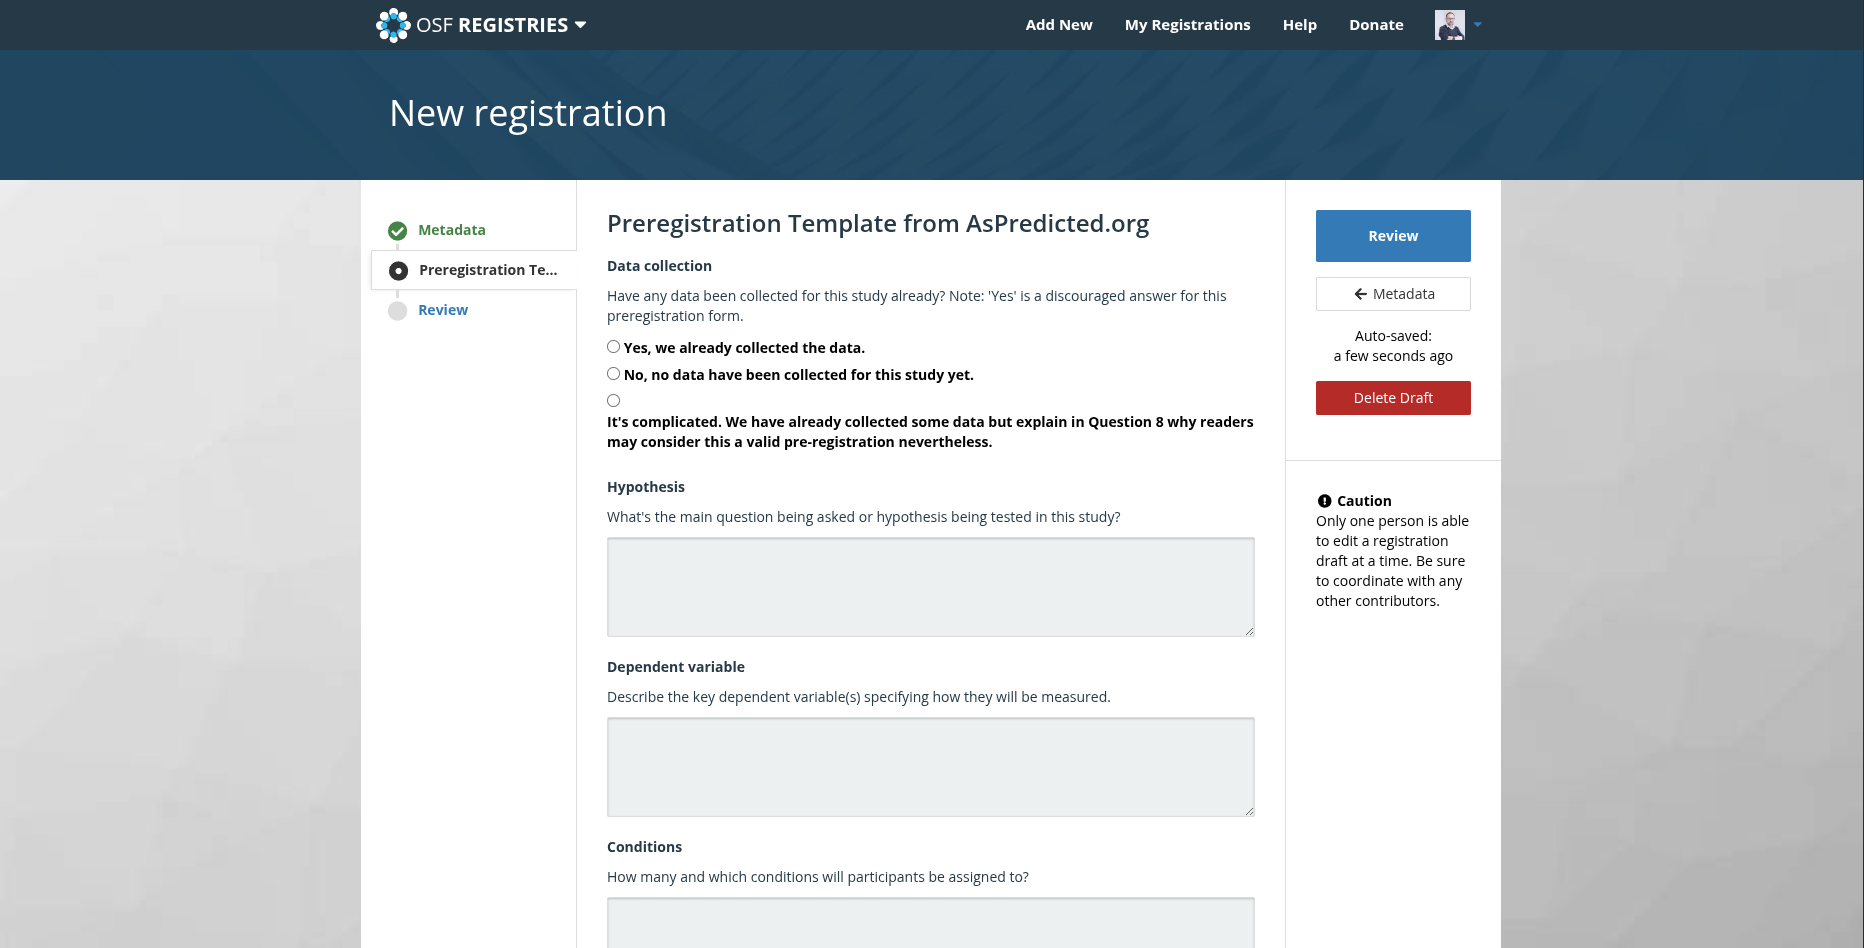 OSF REGISTRIES
Add New
My Registrations
Help
Donate
New registration
Metadata
Preregistration Te...
Review
Preregistration Template from AsPredicted.org
Data collection
Have any data been collected for this study already? Note: 'Yes' is a discouraged answer for this
preregistration form.
Yes, we already collected the data.
No, no data have been collected for this study yet.
It's complicated. We have already collected some data but explain in Question 8 why readers
may consider this a valid pre-registration nevertheless.
Hypothesis
What's the main question being asked or hypothesis being tested in this study?
Dependent variable
Describe the key dependent variable(s) specifying how they will be measured.
Conditions
How many and which conditions will participants be assigned to?
Review
Metadata
Auto-saved:
a few seconds ago
Delete Draft
Caution
Only one person is able
to edit a registration
draft at a time. Be sure
to coordinate with any
other contributors.